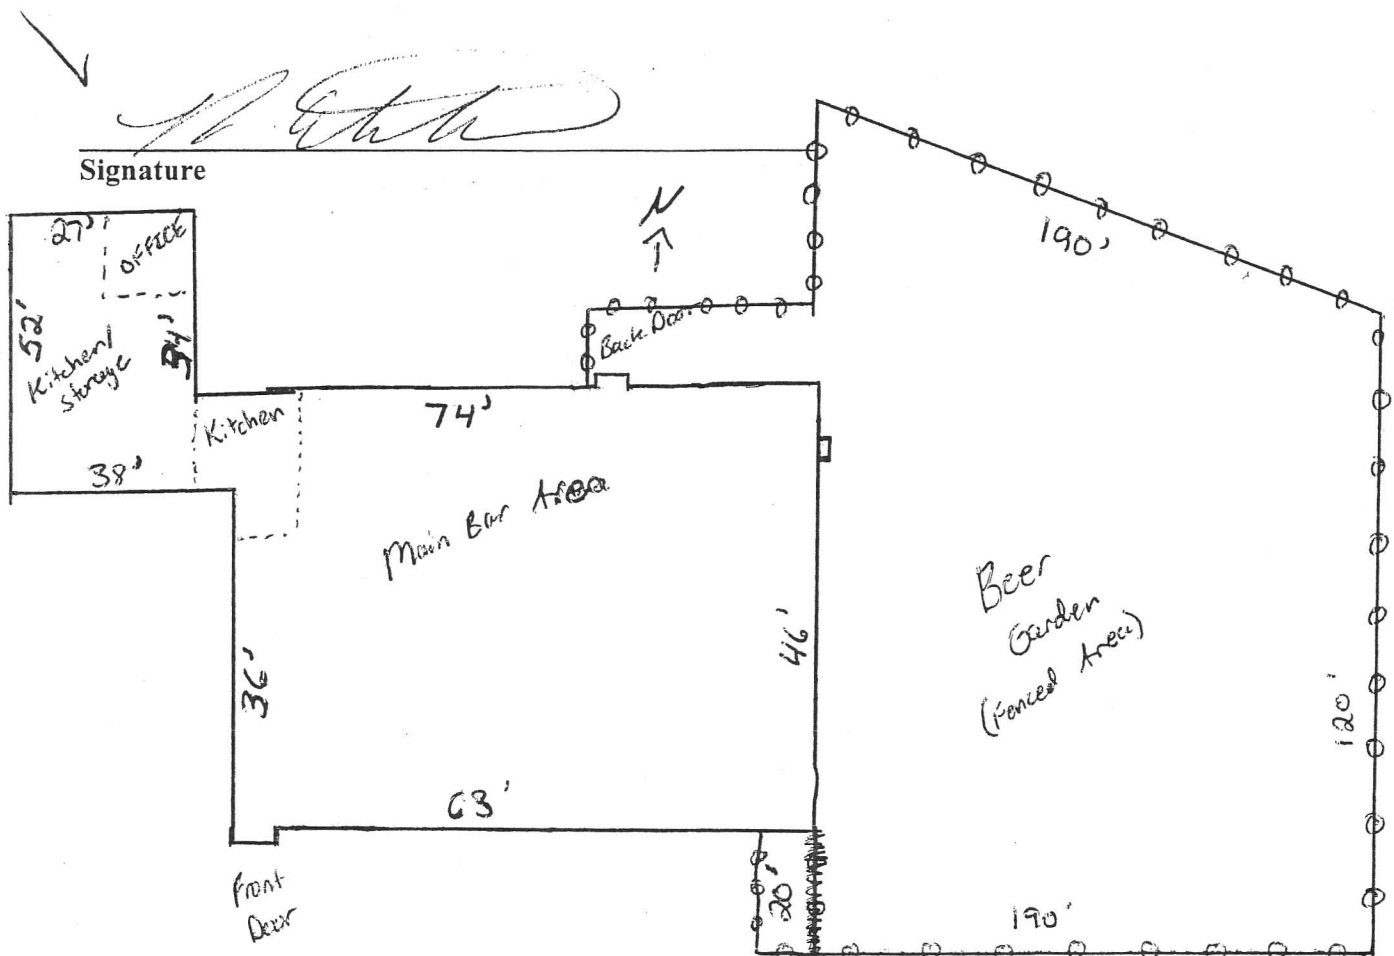 Signature
N
↑
190'
27'
OFFICE
52'
34'
Kitchen/
Storage
Back Door
Kitchen
74'
38'
Main Bar Area
Beer
Garden
(Fenced Area)
46'
36'
120'
63'
20'
190'
Front
Door